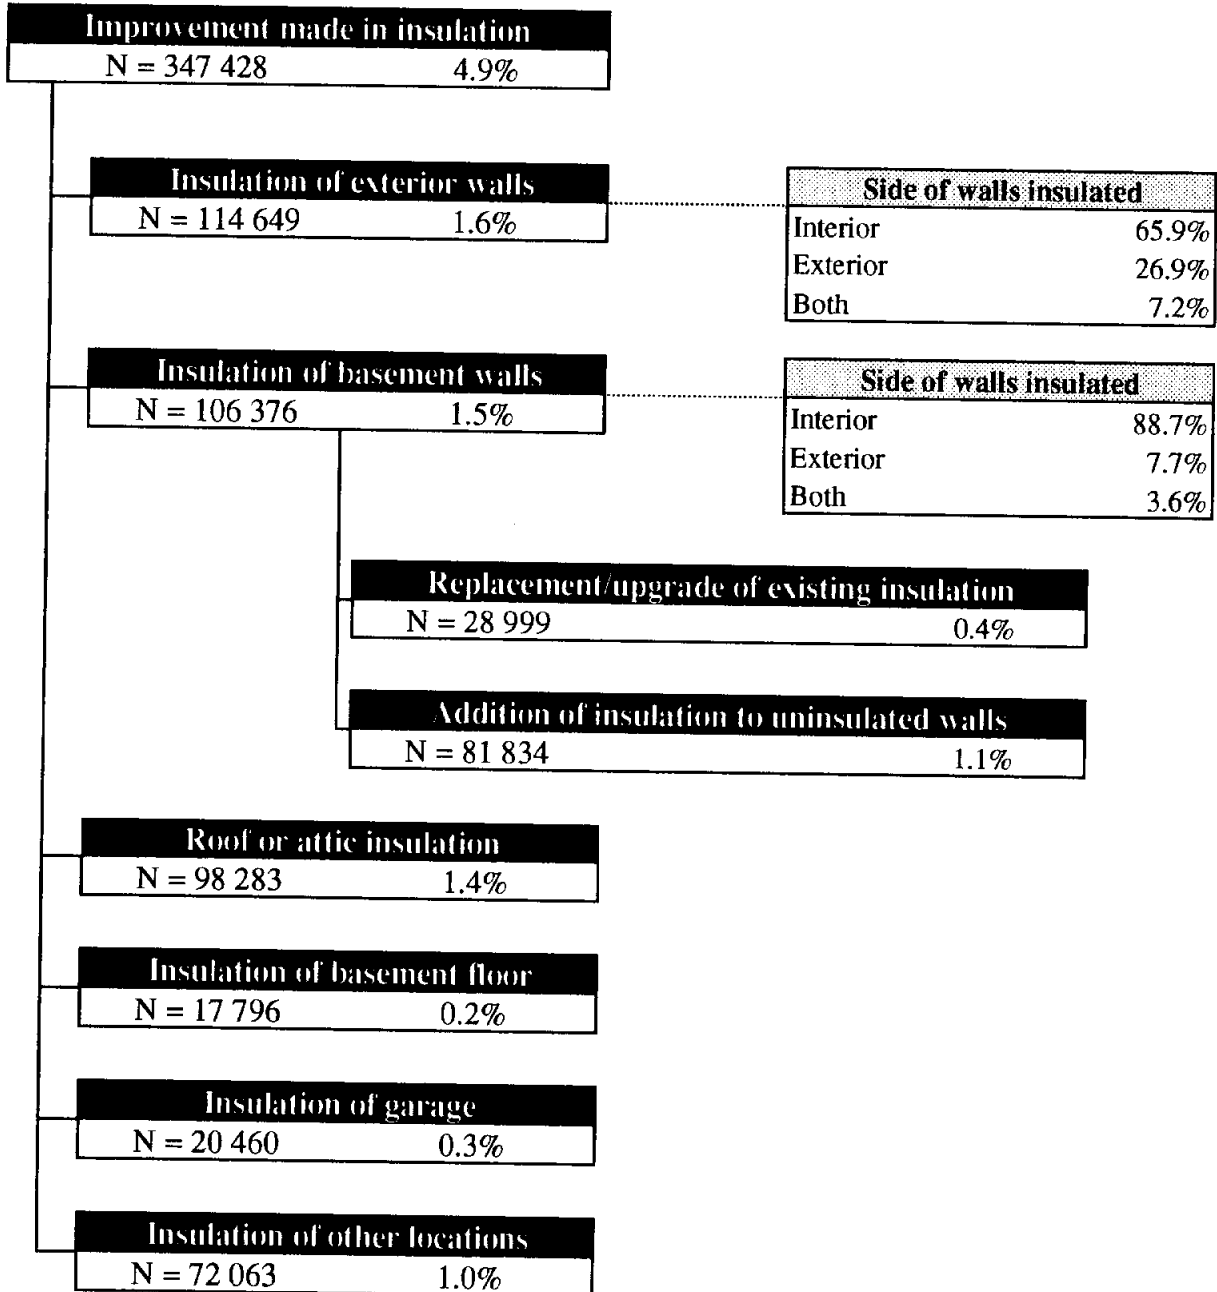 Improvement made in insulation
N = 347 428 4.9%
Insulation of exterior walls
N = 114 649 1.6%
Side of walls insulated
Interior 65.9%
Exterior 26.9%
Both 7.2%
Insulation of basement walls
N = 106 376 1.5%
Side of walls insulated
Interior 88.7%
Exterior 7.7%
Both 3.6%
Replacement/upgrade of existing insulation
N = 28 999 0.4%
Addition of insulation to uninsulated walls
N = 81 834 1.1%
Roof or attic insulation
N = 98 283 1.4%
Insulation of basement floor
N = 17 796 0.2%
Insulation of garage
N = 20 460 0.3%
Insulation of other locations
N = 72 063 1.0%